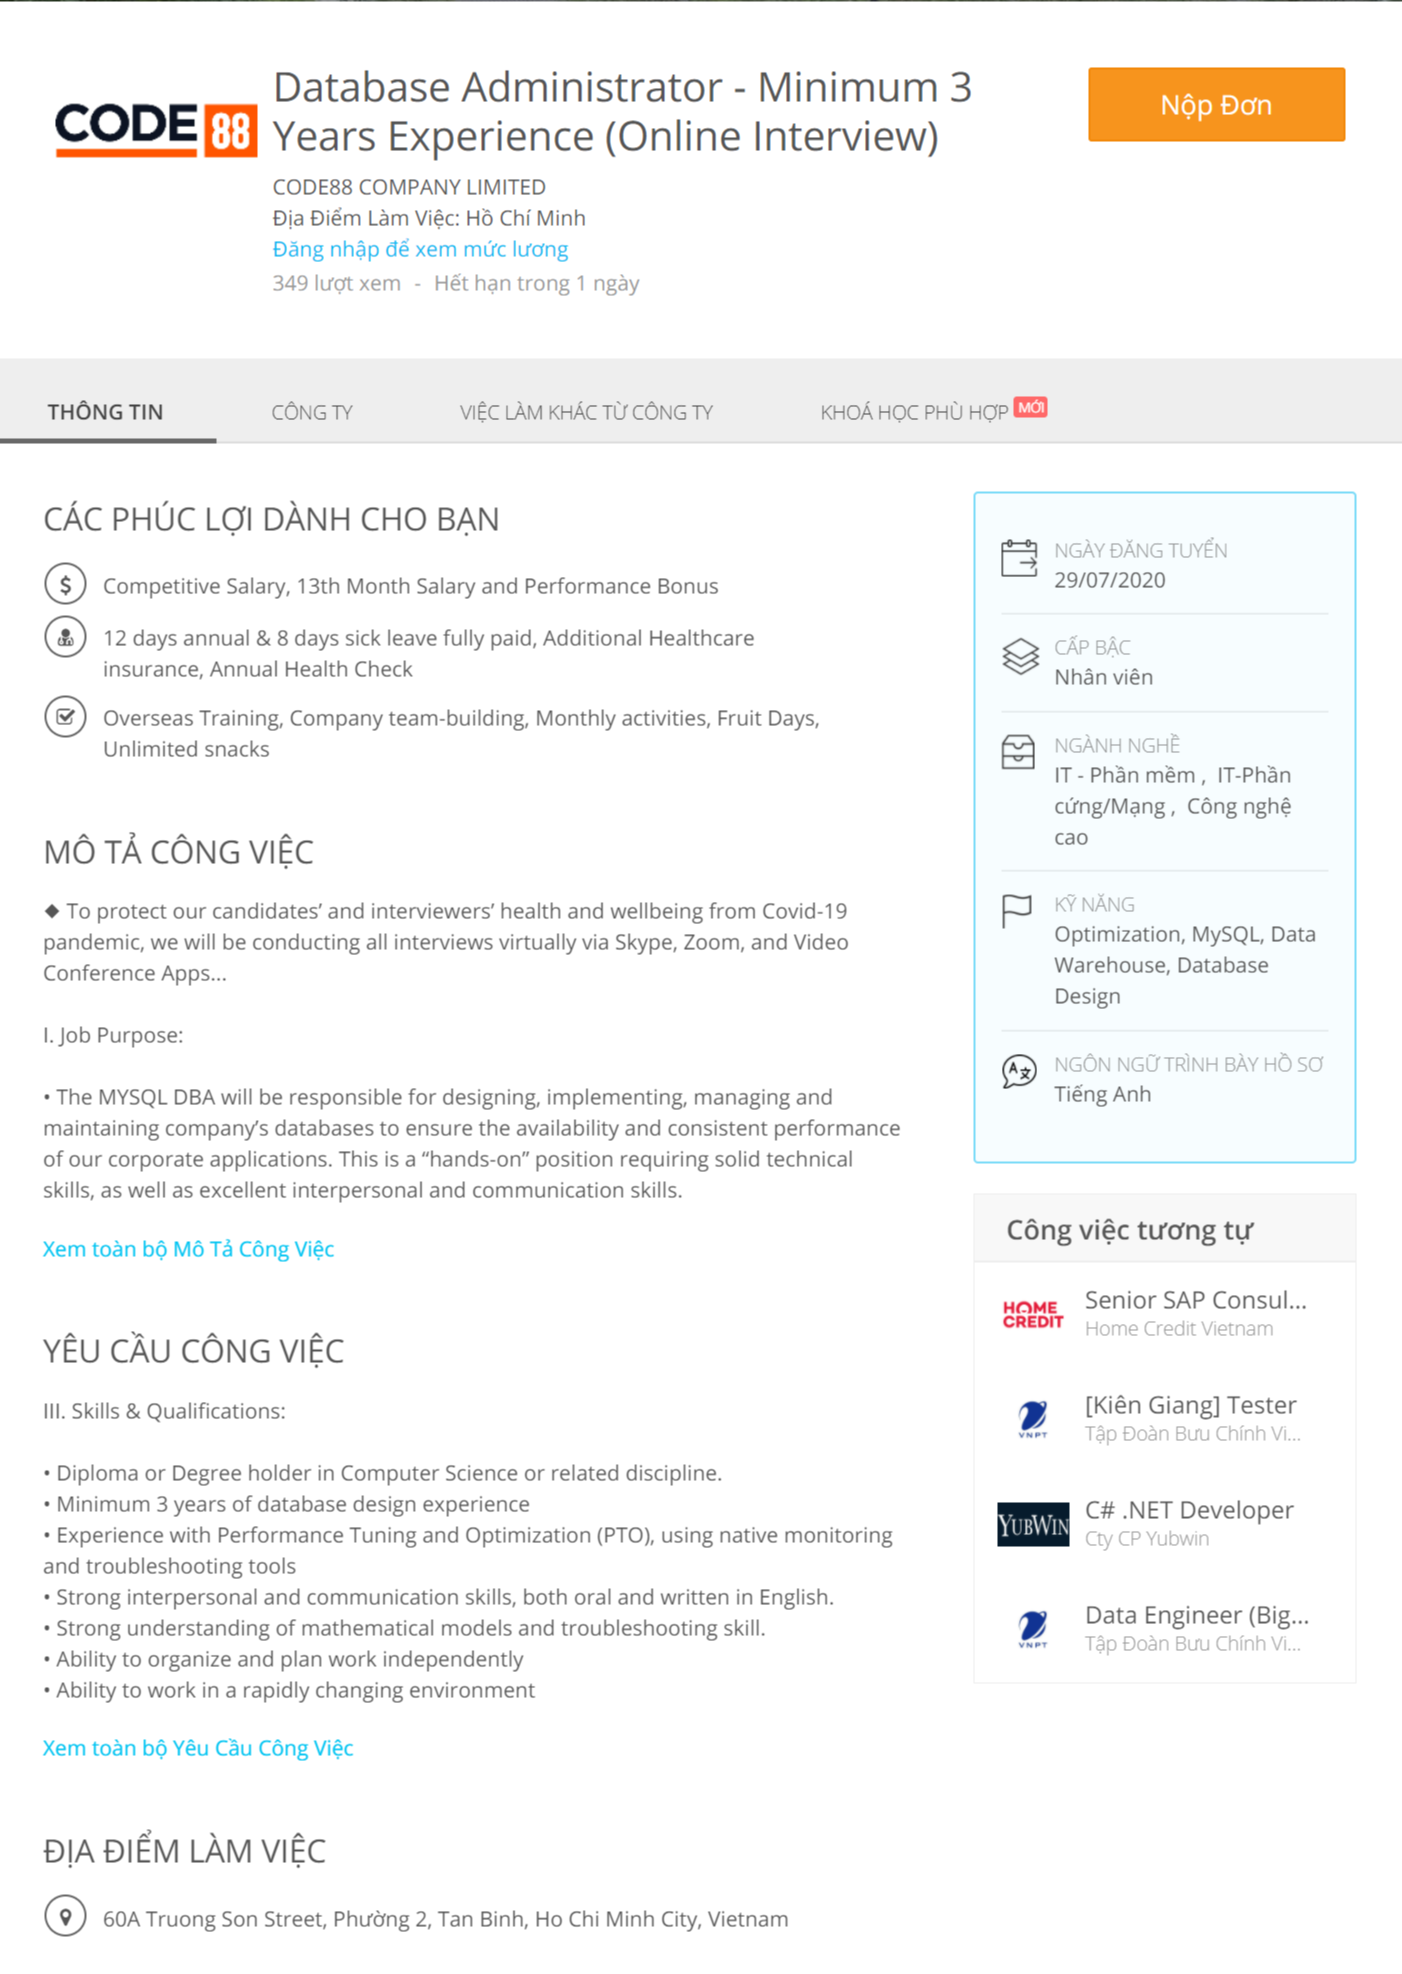 CODE 88
Database Administrator - Minimum 3
Years Experience (Online Interview)
CODE88 COMPANY LIMITED
Địa Điểm Làm Việc: Hồ Chí Minh
Đăng nhập để xem mức lương
349 lượt xem - Hết hạn trong 1 ngày
Nộp Đơn
THÔNG TIN
CÔNG TY
VIỆC LÀM KHÁC TỪ CÔNG TY
KHOÁ HỌC PHÙ HỢP MỚI
CÁC PHÚC LỢI DÀNH CHO BẠN
Competitive Salary, 13th Month Salary and Performance Bonus
12 days annual & 8 days sick leave fully paid, Additional Healthcare
insurance, Annual Health Check
Overseas Training, Company team-building, Monthly activities, Fruit Days,
Unlimited snacks
MÔ TẢ CÔNG VIỆC
◆ To protect our candidates’ and interviewers’ health and wellbeing from Covid-19
pandemic, we will be conducting all interviews virtually via Skype, Zoom, and Video
Conference Apps...
I. Job Purpose:
• The MYSQL DBA will be responsible for designing, implementing, managing and
maintaining company’s databases to ensure the availability and consistent performance
of our corporate applications. This is a “hands-on” position requiring solid technical
skills, as well as excellent interpersonal and communication skills.
Xem toàn bộ Mô Tả Công Việc
YÊU CẦU CÔNG VIỆC
III. Skills & Qualifications:
• Diploma or Degree holder in Computer Science or related discipline.
• Minimum 3 years of database design experience
• Experience with Performance Tuning and Optimization (PTO), using native monitoring
and troubleshooting tools
• Strong interpersonal and communication skills, both oral and written in English.
• Strong understanding of mathematical models and troubleshooting skill.
• Ability to organize and plan work independently
• Ability to work in a rapidly changing environment
Xem toàn bộ Yêu Cầu Công Việc
ĐỊA ĐIỂM LÀM VIỆC
60A Truong Son Street, Phường 2, Tan Binh, Ho Chi Minh City, Vietnam
NGÀY ĐĂNG TUYỂN
29/07/2020
CẤP BẬC
Nhân viên
NGÀNH NGHỀ
IT - Phần mềm , IT-Phần
cứng/Mạng , Công nghệ
cao
KỸ NĂNG
Optimization, MySQL, Data
Warehouse, Database
Design
NGÔN NGỮ TRÌNH BÀY HỒ SƠ
Tiếng Anh
Công việc tương tự
HOME
CREDIT
Senior SAP Consul...
Home Credit Vietnam
VNPT
[Kiên Giang] Tester
Tập Đoàn Bưu Chính Vi...
YUBWIN
C# .NET Developer
Cty CP Yubwin
VNPT
Data Engineer (Big...
Tập Đoàn Bưu Chính Vi...